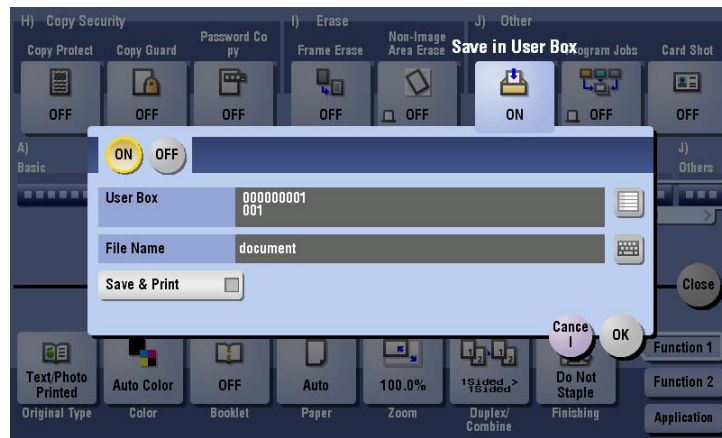 H) Copy Security
I) Erase
J) Other
Copy Protect
Copy Guard
Password Co
py
Frame Erase
Non-Image
Area Erase
Save in User Box
ogram Jobs
Card Shot
OFF
OFF
OFF
OFF
OFF
ON
OFF
OFF
A)
Basic
J)
Others
ON
OFF
User Box
000000001
001
File Name
document
Save & Print
Cance
l
OK
Close
Text/Photo
Printed
Auto Color
OFF
Auto
100.0%
1Sided >
1Sided
Do Not
Staple
Original Type
Color
Booklet
Paper
Zoom
Duplex/
Combine
Finishing
Function 1
Function 2
Application